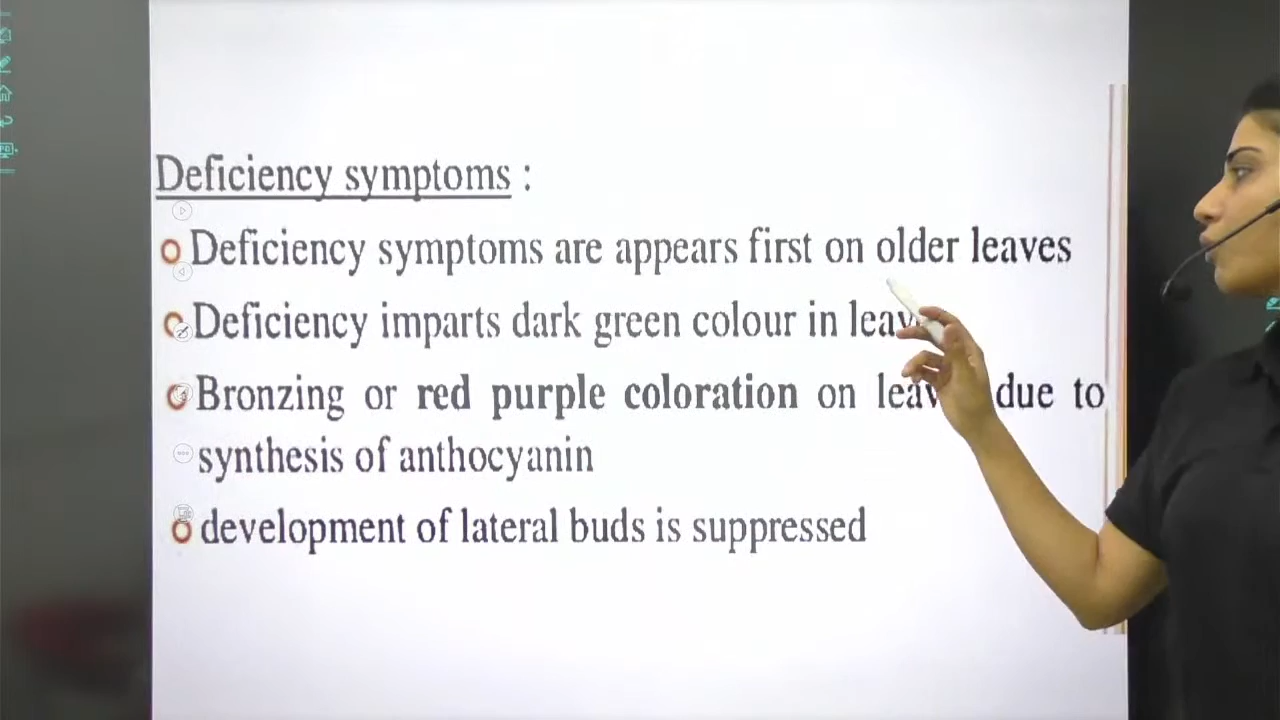 Deficiency symptoms :
Deficiency symptoms are appears first on older leaves
Deficiency imparts dark green colour in
Bronzing or red purple coloration on due to
synthesis of anthocyanin
development of lateral buds is suppressed